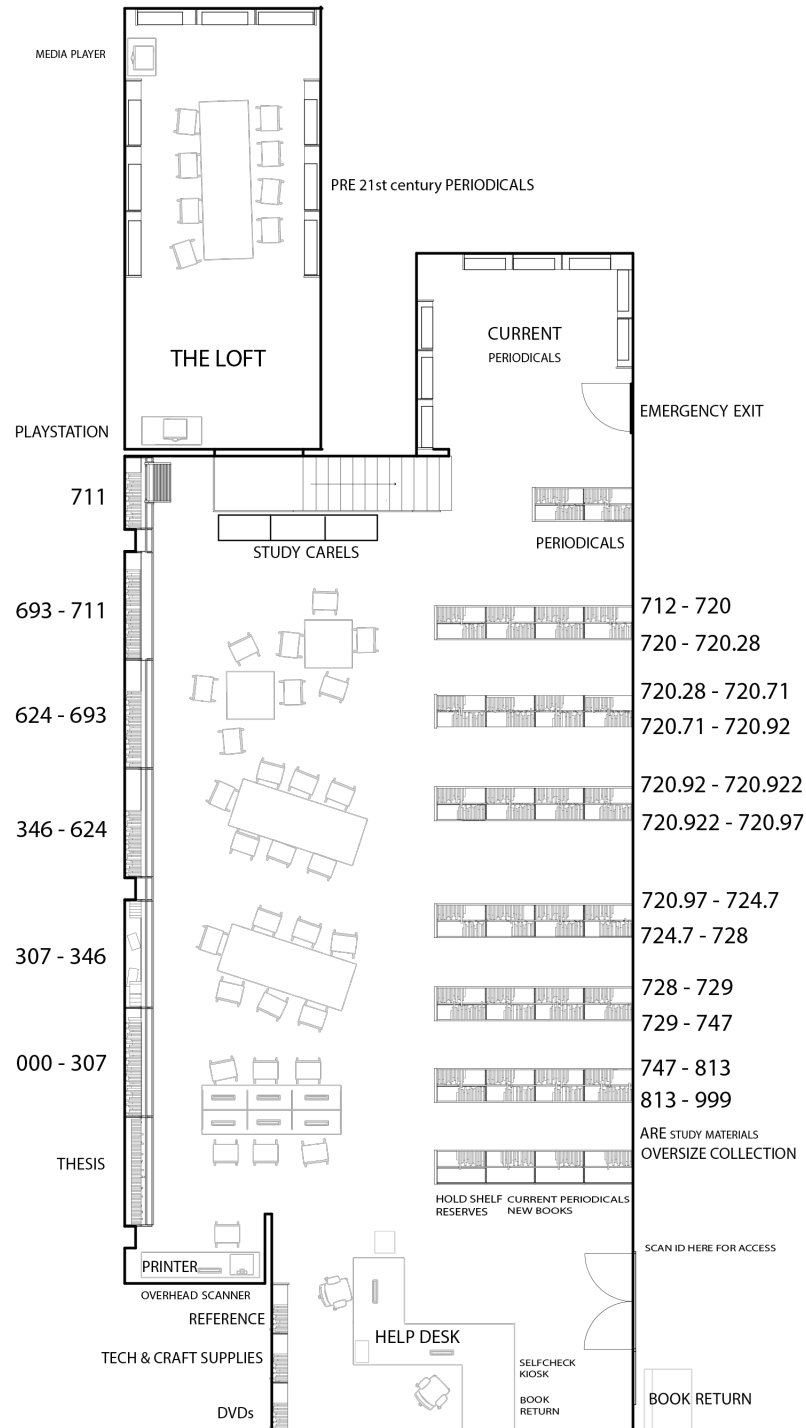 MEDIA PLAYER
PRE 21st century PERIODICALS
THE LOFT
CURRENT
PERIODICALS
PLAYSTATION
EMERGENCY EXIT
711
STUDY CARELS
PERIODICALS
693 - 711
712 - 720
720 - 720.28
624 - 693
720.28 - 720.71
720.71 - 720.92
346 - 624
720.92 - 720.922
720.922 - 720.97
307 - 346
720.97 - 724.7
724.7 - 728
728 - 729
729 - 747
000 - 307
747 - 813
813 - 999
THESIS
ARE STUDY MATERIALS
OVERSIZE COLLECTION
HOLD SHELF
RESERVES
CURRENT PERIODICALS
NEW BOOKS
SCAN ID HERE FOR ACCESS
PRINTER
OVERHEAD SCANNER
REFERENCE
HELP DESK
TECH & CRAFT SUPPLIES
SELFCHECK
KIOSK
BOOK
RETURN
BOOK RETURN
DVDs